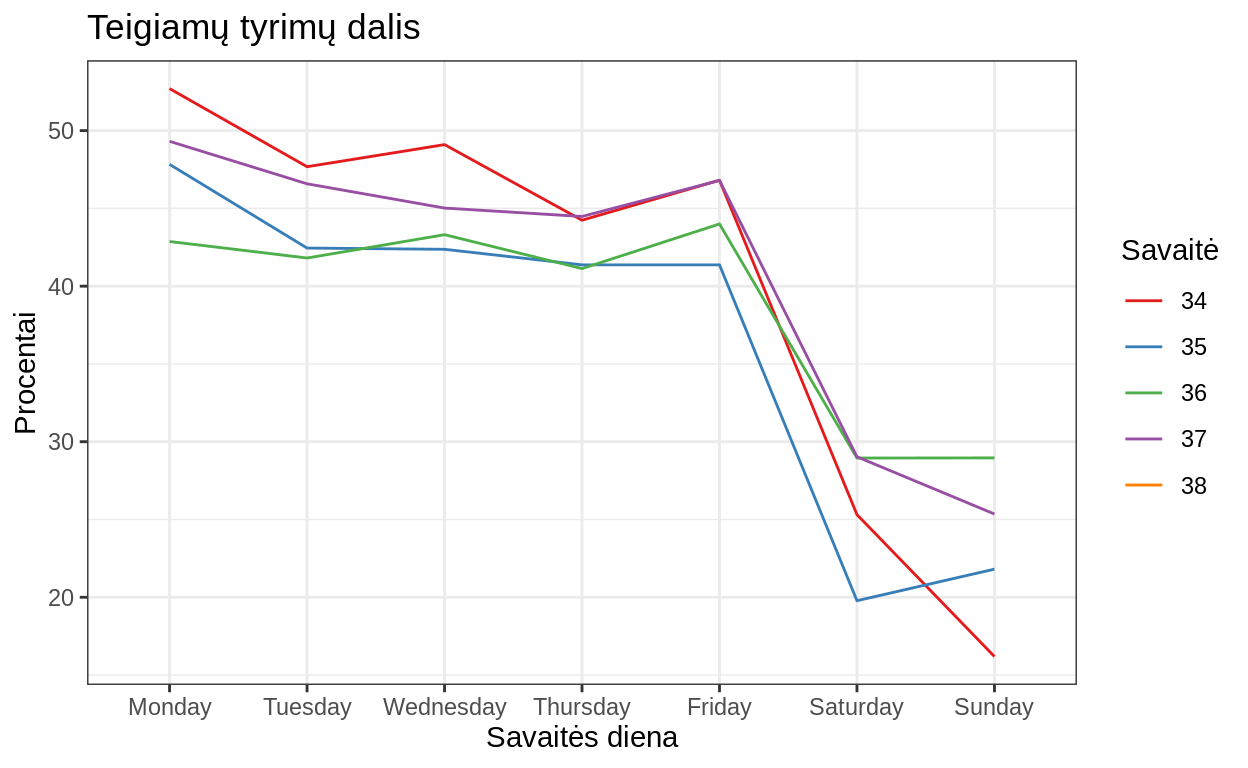 Teigiamų tyrimų dalis
Procentai
50
40
30
20
Monday Tuesday Wednesday Thursday Friday Saturday Sunday
Savaitės diena
Savaitė
34
35
36
37
38